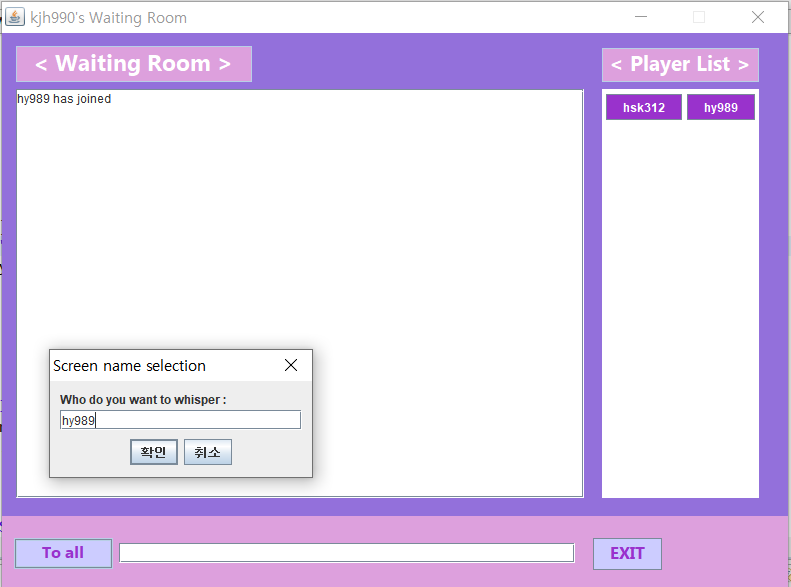 kjh990's Waiting Room
< Waiting Room >
< Player List >
hy989 has joined
hsk312
hy989
Screen name selection
Who do you want to whisper :
hy989
확인
취소
To all
EXIT